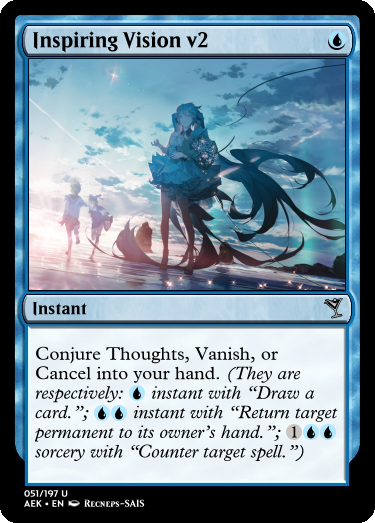 Inspiring Vision v2
Instant
Conjure Thoughts, Vanish, or
Cancel into your hand. (They are
respectively: instant with “Draw a
card.”; instant with “Return target
permanent to its owner’s hand.”; 1
sorcery with “Counter target spell.”)
051/197 U
AEK • EN Recneps-SAIS